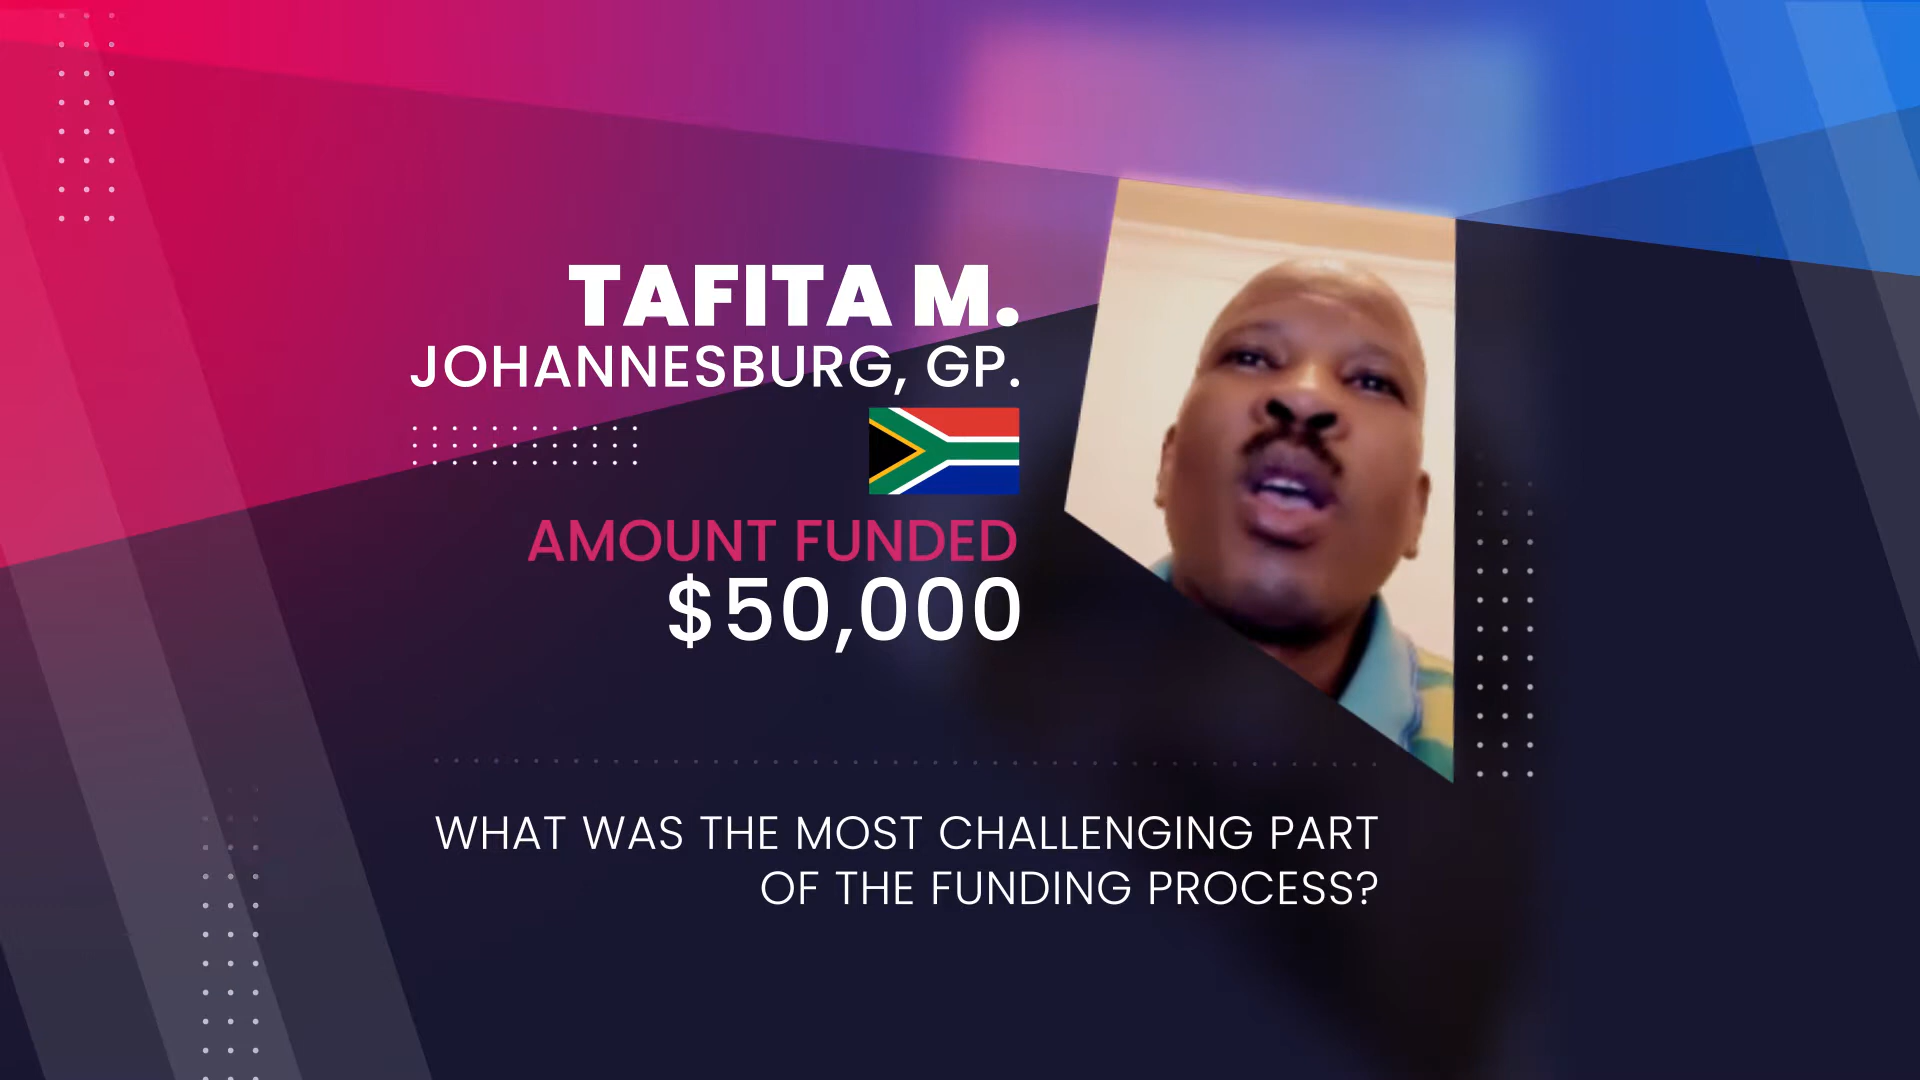 TAFITA M.
JOHANNESBURG, GP.
AMOUNT FUNDED
$50,000
WHAT WAS THE MOST CHALLENGING PART
OF THE FUNDING PROCESS?